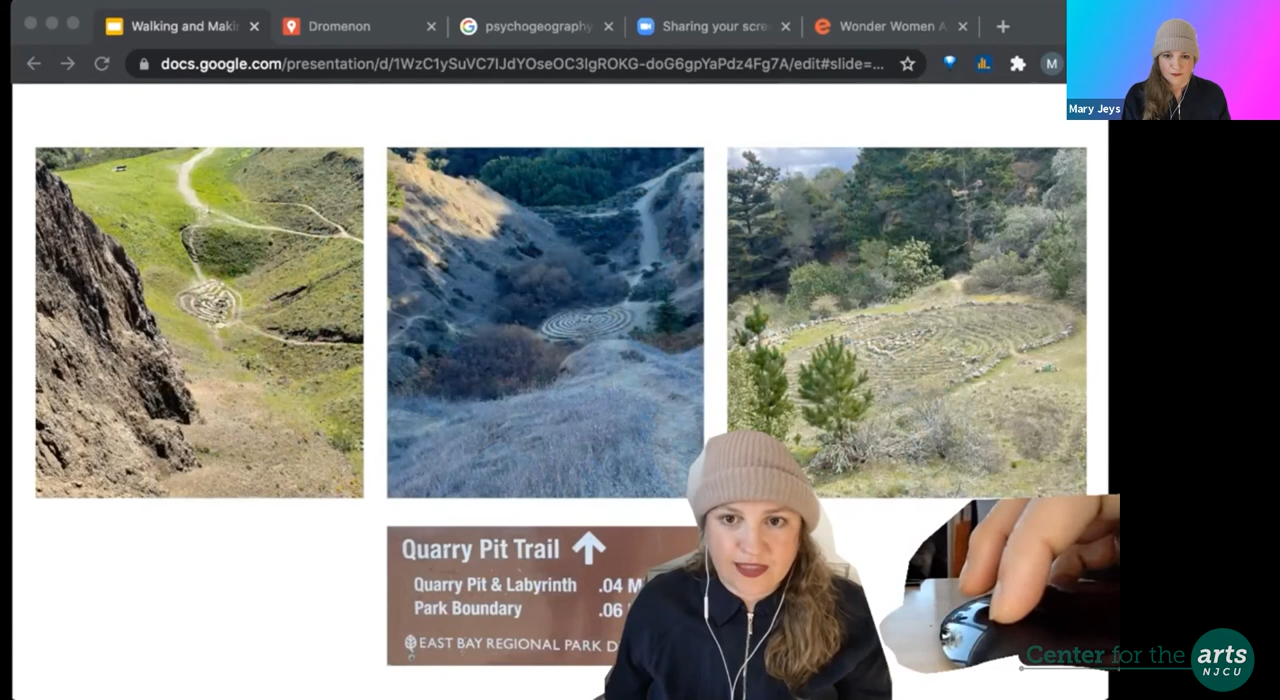 Walking and Maki
Dromenon
psychogeography
Sharing your scre
Wonder Women A
docs.google.com/presentation/d/1WzC1ySuVC7IJdYOseOC3lgROKG-doG6gpYaPdz4Fg7A/edit#slide=...
M
Mary Jeys
Quarry Pit Trail
Quarry Pit & Labyrinth .04 M
Park Boundary .06
EAST BAY REGIONAL PARK D
Center for the arts
NJCU